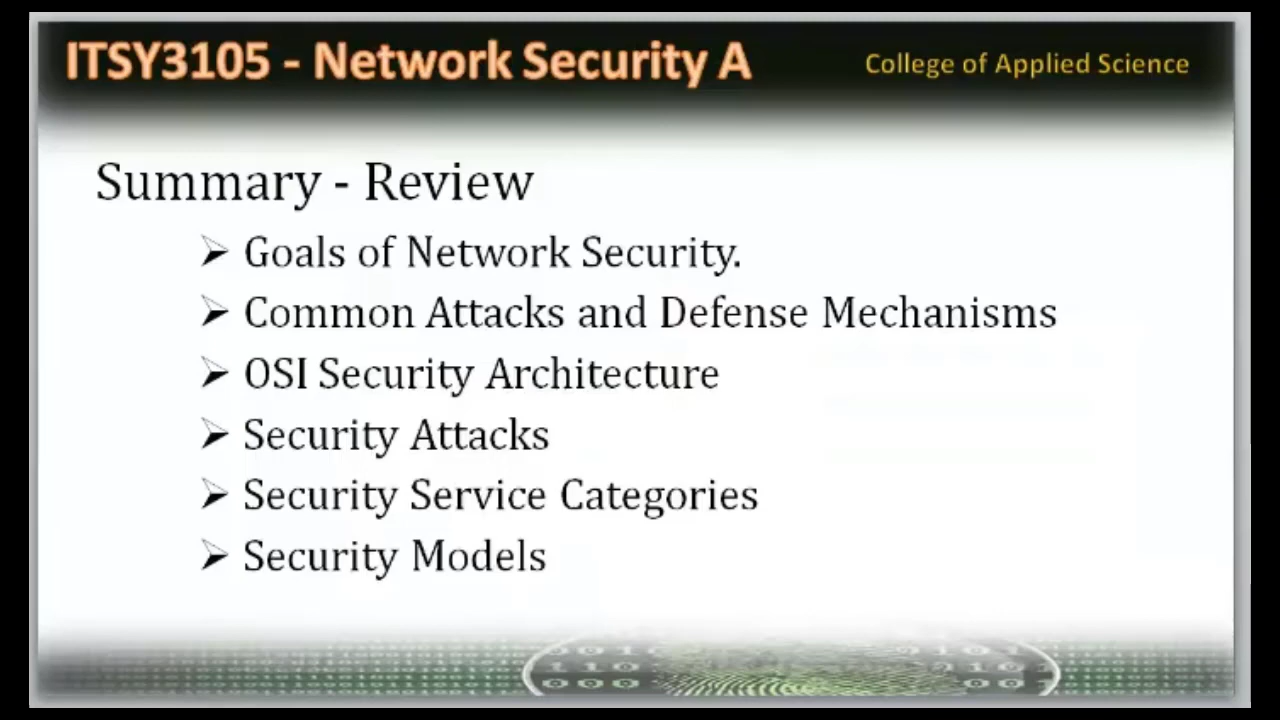 ITSY3105 - Network Security A
College of Applied Science
Summary - Review
➢ Goals of Network Security.
➢ Common Attacks and Defense Mechanisms
➢ OSI Security Architecture
➢ Security Attacks
➢ Security Service Categories
➢ Security Models